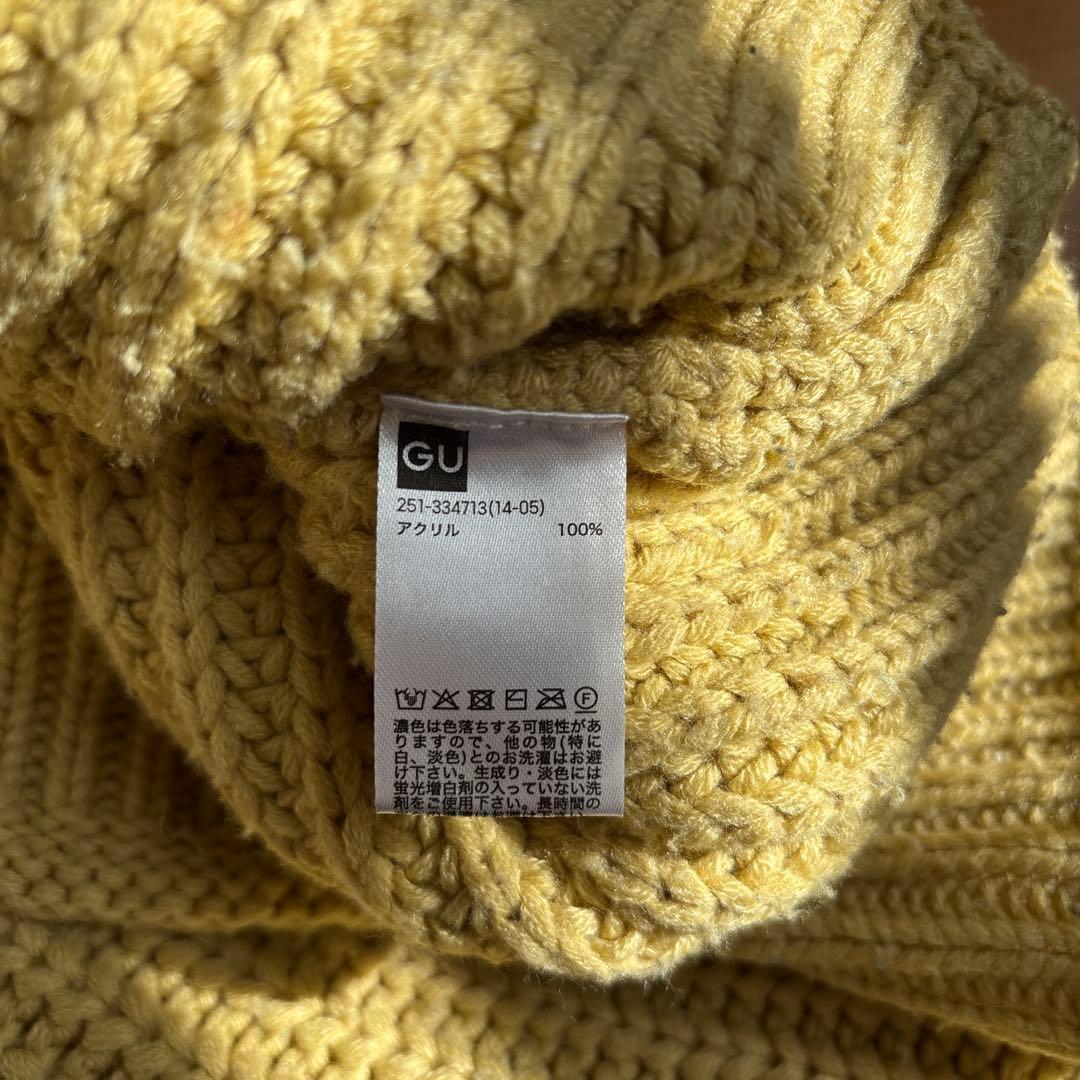 GU
251-334713(14-05)
アクリル 100%
F
濃色は色落ちする可能性があ
りますので、他の物(特に
白、淡色)とのお洗濯はお避
け下さい。生成り・淡色には
蛍光増白剤の入っていない洗
剤をご使用下さい。長時間の